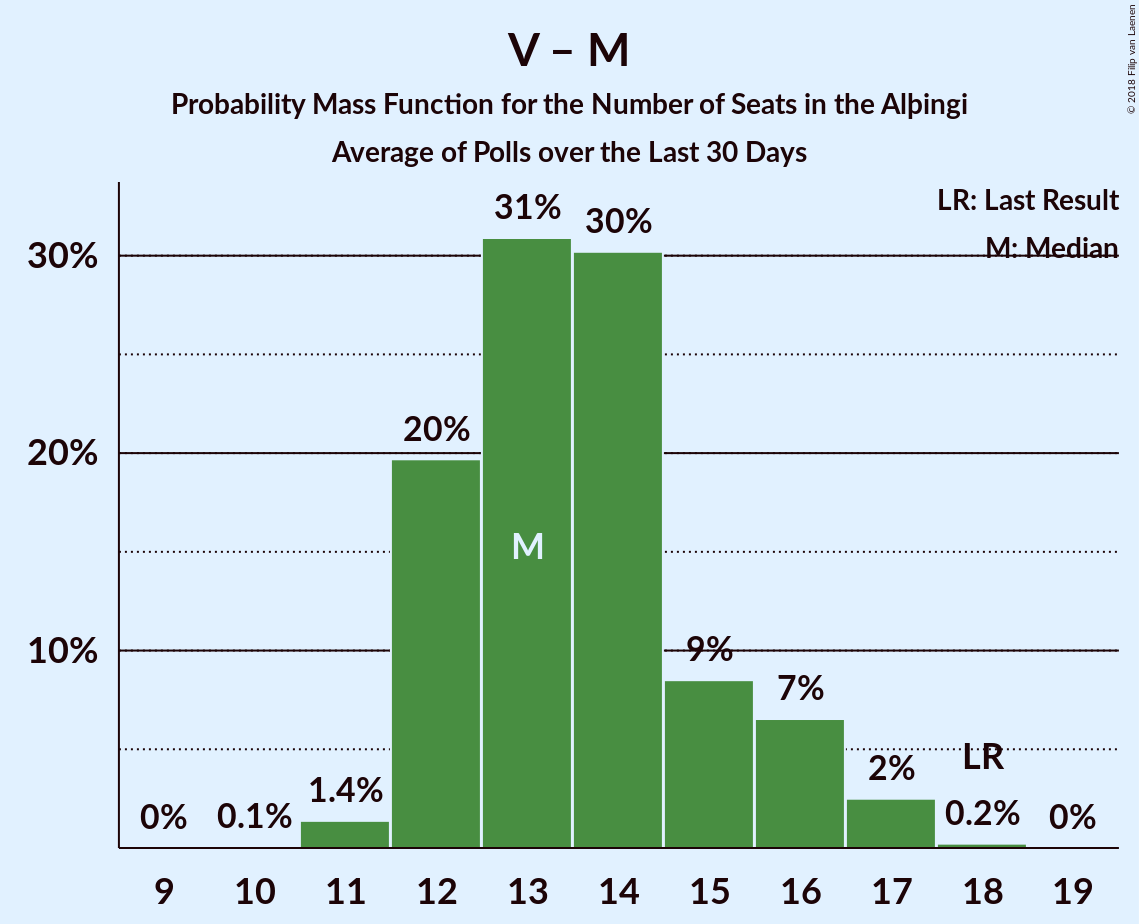 V – M
Probability Mass Function for the Number of Seats in the Alþingi
Average of Polls over the Last 30 Days
© 2018 Filip van Laenen
LR: Last Result
M: Median
30%
20%
10%
0%
0.1%
1.4%
20%
31%
30%
9%
7%
2%
0.2%
0%
M
LR
9 10 11 12 13 14 15 16 17 18 19